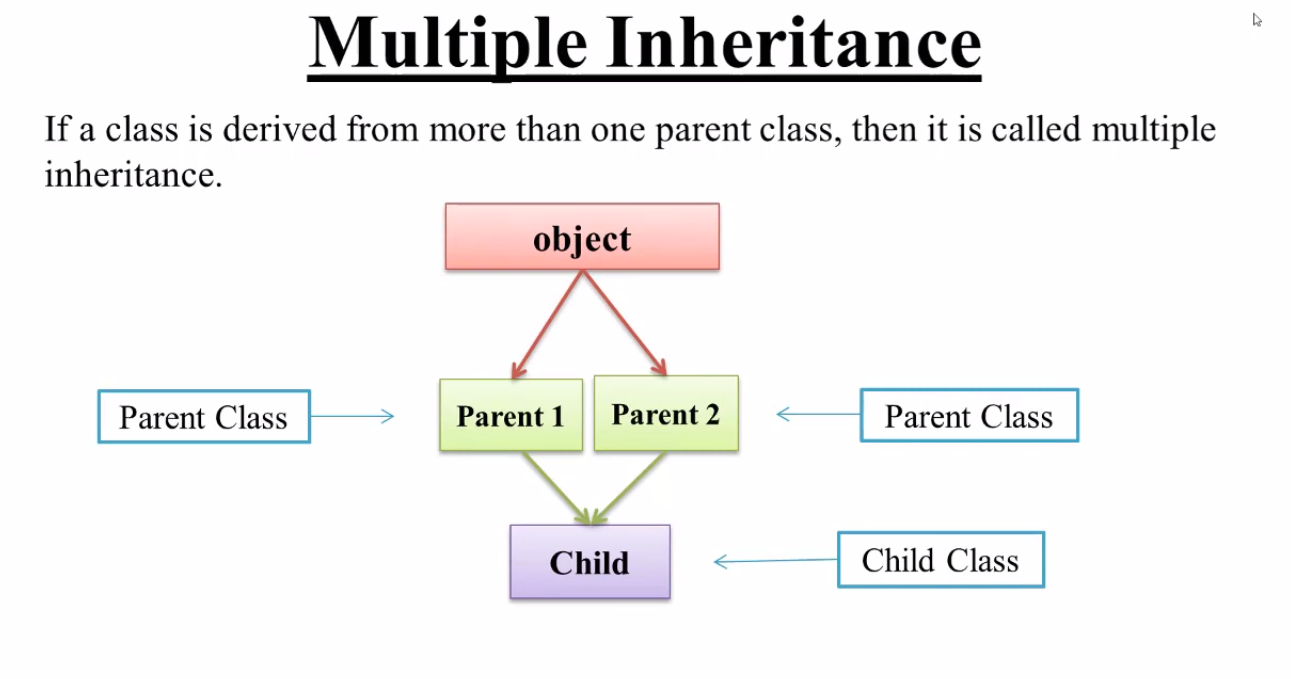 Multiple Inheritance
If a class is derived from more than one parent class, then it is called multiple
inheritance.
object
Parent Class
Parent 1
Parent 2
Parent Class
Child
Child Class